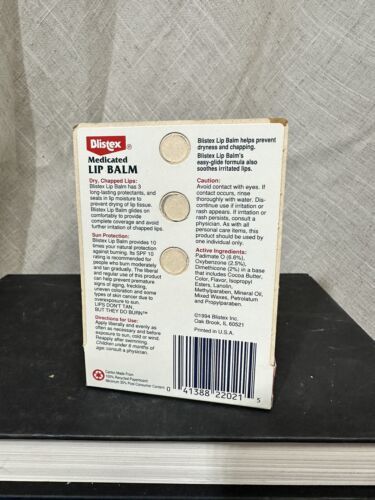 Blistex ®
Medicated
LIP BALM
Dry, Chapped Lips:
Blistex Lip Balm has 3
long-lasting protectants, and
seals in lip moisture to
prevent drying of lip tissue.
Blistex Lip Balm glides on
comfortably to provide
complete coverage and avoid
further irritation of chapped lips.
Sun Protection:
Blistex Lip Balm provides 10
times your natural protection
against burning. Its SPF 10
rating is recommended for
people who burn moderately
and tan gradually. The liberal
and regular use of this product
can help prevent premature
signs of aging, freckling,
uneven coloration and some
types of skin cancer due to
overexposure to sun.
LIPS DON'T TAN,
BUT THEY DO BURN™
Directions for Use:
Apply liberally and evenly as
often as necessary and before
exposure to sun, cold or wind.
Reapply after swimming.
Children under 6 months of
age: consult a physician.
Carton Made From
100% Recycled Paperboard
Minimum 35% Post-Consumer Content
Blistex Lip Balm helps prevent
dryness and chapping.
Blistex Lip Balm's
easy-glide formula also
soothes irritated lips.
Caution:
Avoid contact with eyes. If
contact occurs, rinse
thoroughly with water. Dis-
continue use if irritation or
rash appears. If irritation or
rash persists, consult a
physician. As with all
personal care items, this
product should be used by
one individual only.
Active Ingredients:
Padimate O (6.6%),
Oxybenzone (2.5%),
Dimethicone (2%) in a base
that includes Cocoa Butter,
Color, Flavor, Isopropyl
Esters, Lanolin,
Methylparaben, Mineral Oil,
Mixed Waxes, Petrolatum
and Propylparaben.
©1994 Blistex Inc.
Oak Brook, IL 60521
Printed in U.S.A.
0 41388 22021 5